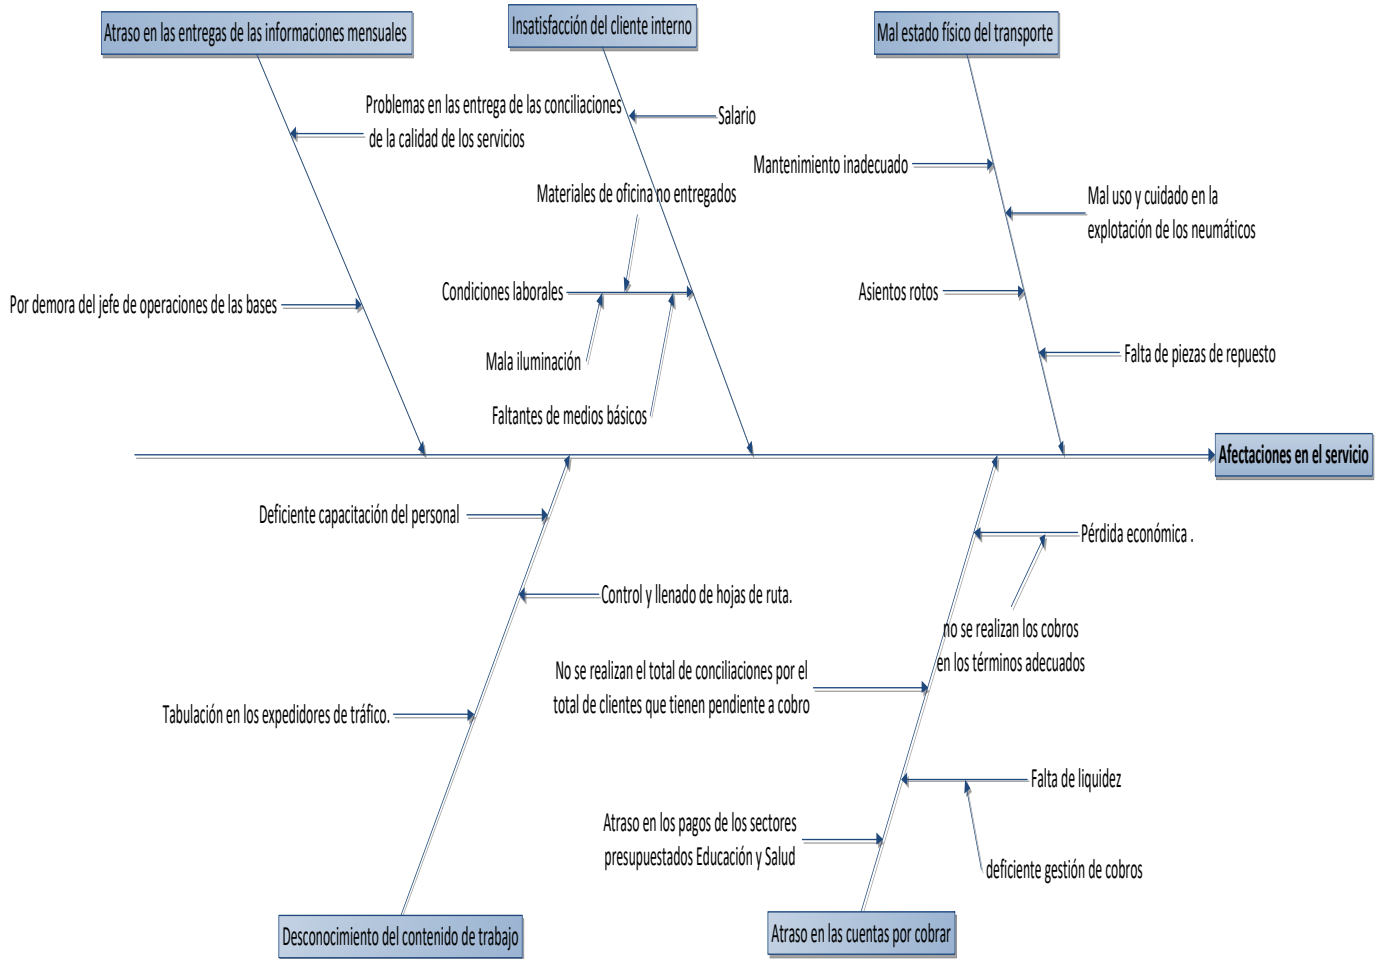 Atraso en las entregas de las informaciones mensuales
Insatisfacción del cliente interno
Mal estado físico del transporte
Problemas en las entrega de las conciliaciones
de la calidad de los servicios
Salario
Mantenimiento inadecuado
Materiales de oficina no entregados
Mal uso y cuidado en la
explotación de los neumáticos
Por demora del jefe de operaciones de las bases
Condiciones laborales
Asientos rotos
Mala iluminación
Falta de piezas de repuesto
Faltantes de medios básicos
Afectaciones en el servicio
Deficiente capacitación del personal
Pérdida económica .
Control y llenado de hojas de ruta.
no se realizan los cobros
en los términos adecuados
No se realizan el total de conciliaciones por el
total de clientes que tienen pendiente a cobro
Tabulación en los expedidores de tráfico.
Falta de liquidez
Atraso en los pagos de los sectores
presupuestados Educación y Salud
deficiente gestión de cobros
Desconocimiento del contenido de trabajo
Atraso en las cuentas por cobrar